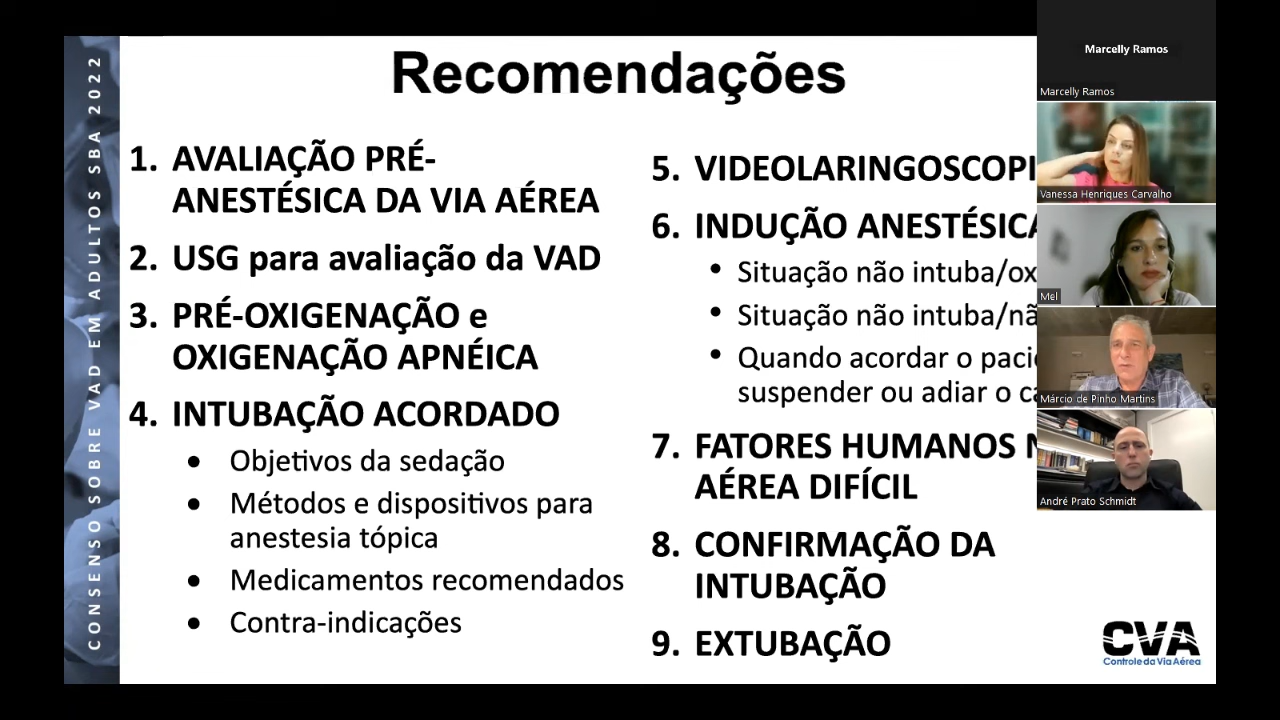 CONSENSO SOBRE VAD EM ADULTOS SBA 2022
Recomendações
1. AVALIAÇÃO PRÉ-
ANESTÉSICA DA VIA AÉREA
2. USG para avaliação da VAD
3. PRÉ-OXIGENAÇÃO e
OXIGENAÇÃO APNÉICA
4. INTUBAÇÃO ACORDADO
• Objetivos da sedação
• Métodos e dispositivos para
anestesia tópica
• Medicamentos recomendados
• Contra-indicações
5. VIDEOLARINGOSCOPI
6. INDUÇÃO ANESTÉSICA
• Situação não intuba/ox
• Situação não intuba/nã
• Quando acordar o paci
suspender ou adiar o ca
7. FATORES HUMANOS N
AÉREA DIFÍCIL
8. CONFIRMAÇÃO DA
INTUBAÇÃO
9. EXTUBAÇÃO
CVA
Controle da Via Aérea
Marcelly Ramos
Marcelly Ramos
Vanessa Henriques Carvalho
Mel
Márcio de Pinho Martins
André Prato Schmidt